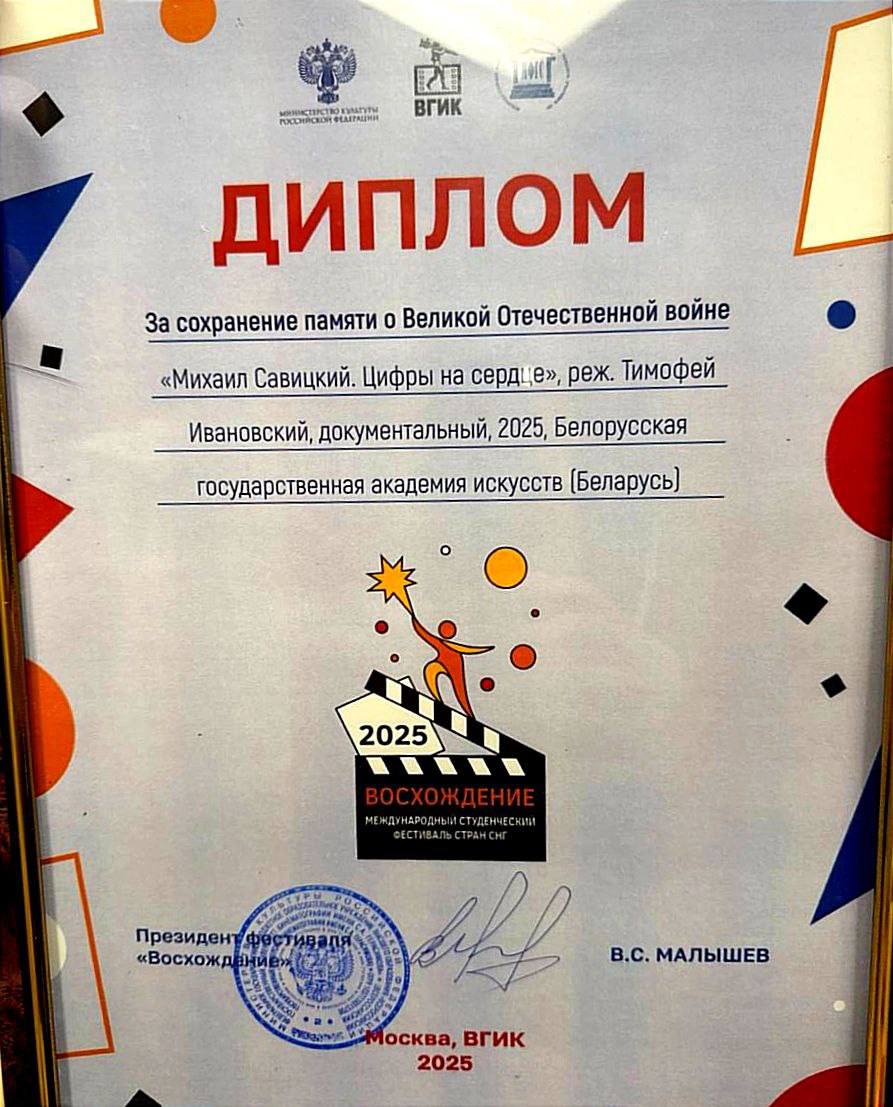 МИНИСТЕРСТВО КУЛЬТУРЫ
РОССИЙСКОЙ ФЕДЕРАЦИИ
ВГИК
ДИПЛОМ
За сохранение памяти о Великой Отечественной войне
«Михаил Савицкий. Цифры на сердце», реж. Тимофей
Ивановский, документальный, 2025, Белорусская
государственная академия искусств (Беларусь)
2025
ВОСХОЖДЕНИЕ
МЕЖДУНАРОДНЫЙ СТУДЕНЧЕСКИЙ
ФЕСТИВАЛЬ СТРАН СНГ
Президент фестиваля
«Восхождение»
В.С. МАЛЫШЕВ
Москва, ВГИК
2025